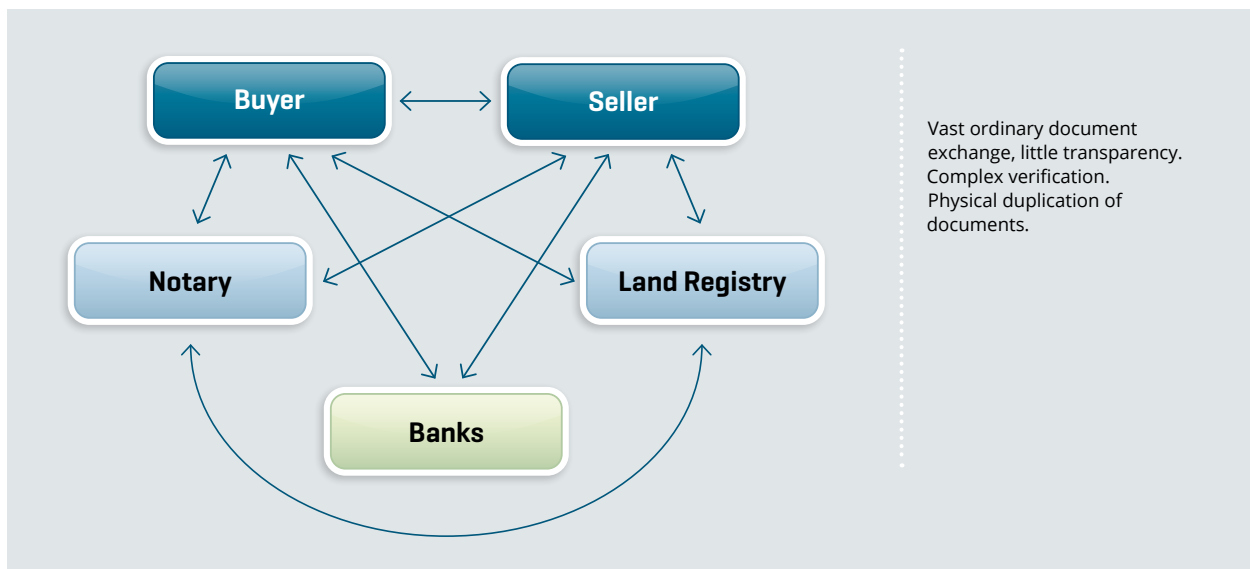 Buyer
Seller
Notary
Land Registry
Banks
Vast ordinary document
exchange, little transparency.
Complex verification.
Physical duplication of
documents.